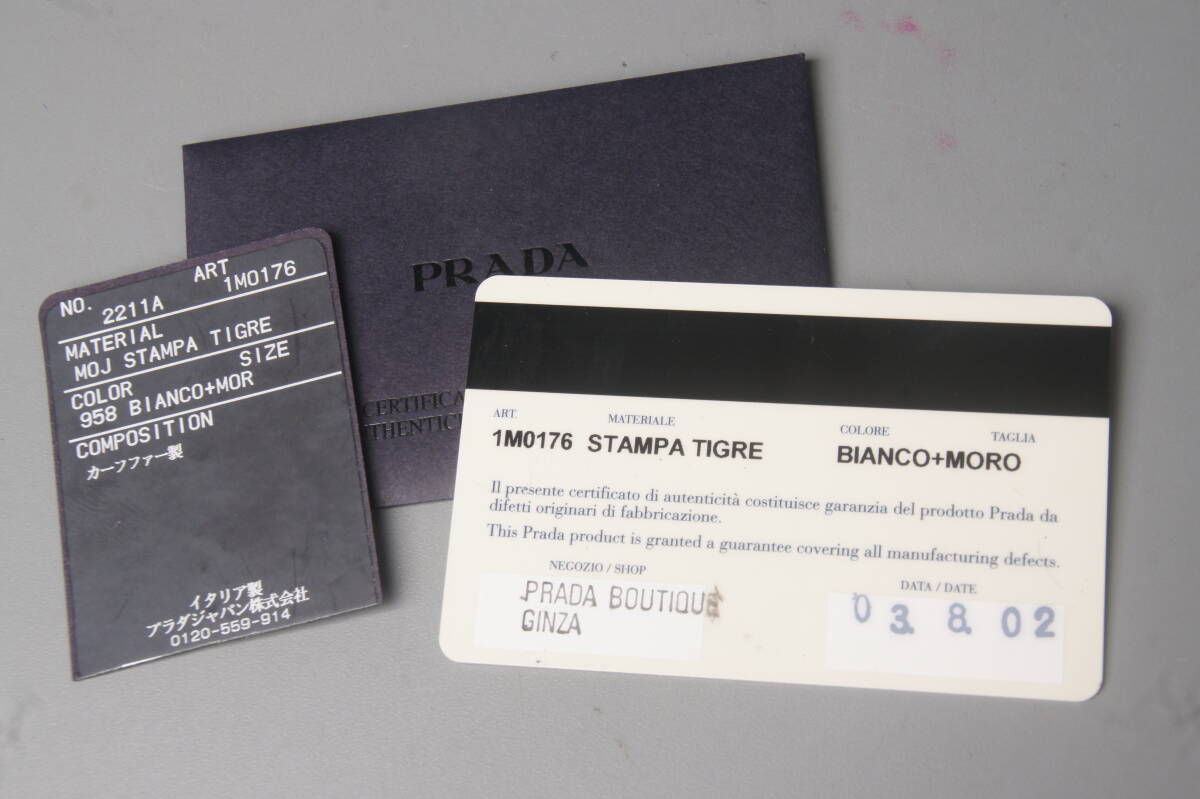 NO. ART
2211A 1M0176
MATERIAL
MOJ STAMPA TIGRE
COLOR SIZE
958 BIANCO+MOR
COMPOSITION
カーフファー製
イタリア製
プラダジャパン株式会社
0120-559-914
PRADA
CERTIFICA
THENTIC
ART. MATERIALE COLORE TAGLIA
1M0176 STAMPA TIGRE BIANCO+MORO
Il presente certificato di autenticità costituisce garanzia del prodotto Prada da
difetti originari di fabbricazione.
This Prada product is granted a guarantee covering all manufacturing defects.
NEGOZIO / SHOP
PRADA BOUTIQUE
GINZA
DATA / DATE
03. 8. 02